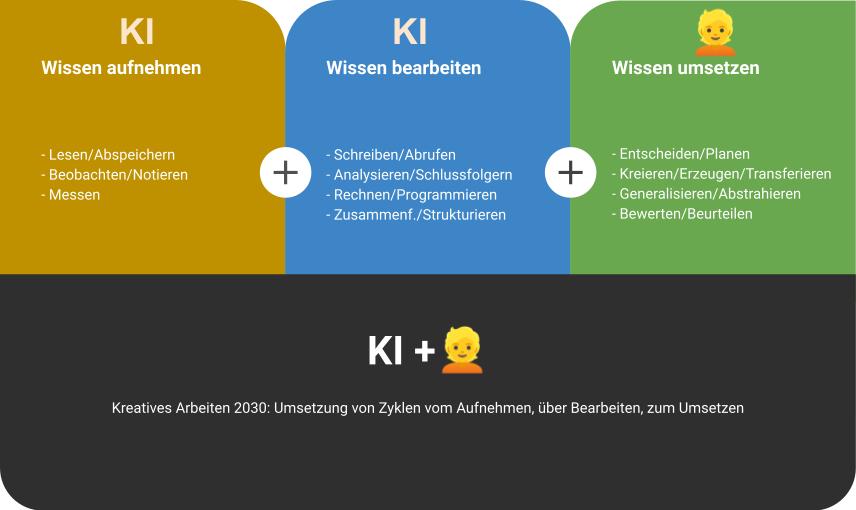 KI
Wissen aufnehmen
- Lesen/Abspeichern
- Beobachten/Notieren
- Messen
KI
Wissen bearbeiten
- Schreiben/Abrufen
- Analysieren/Schlussfolgern
- Rechnen/Programmieren
- Zusammenf./Strukturieren
Wissen umsetzen
- Entscheiden/Planen
- Kreieren/Erzeugen/Transferieren
- Generalisieren/Abstrahieren
- Bewerten/Beurteilen
KI +
Kreatives Arbeiten 2030: Umsetzung von Zyklen vom Aufnehmen, über Bearbeiten, zum Umsetzen